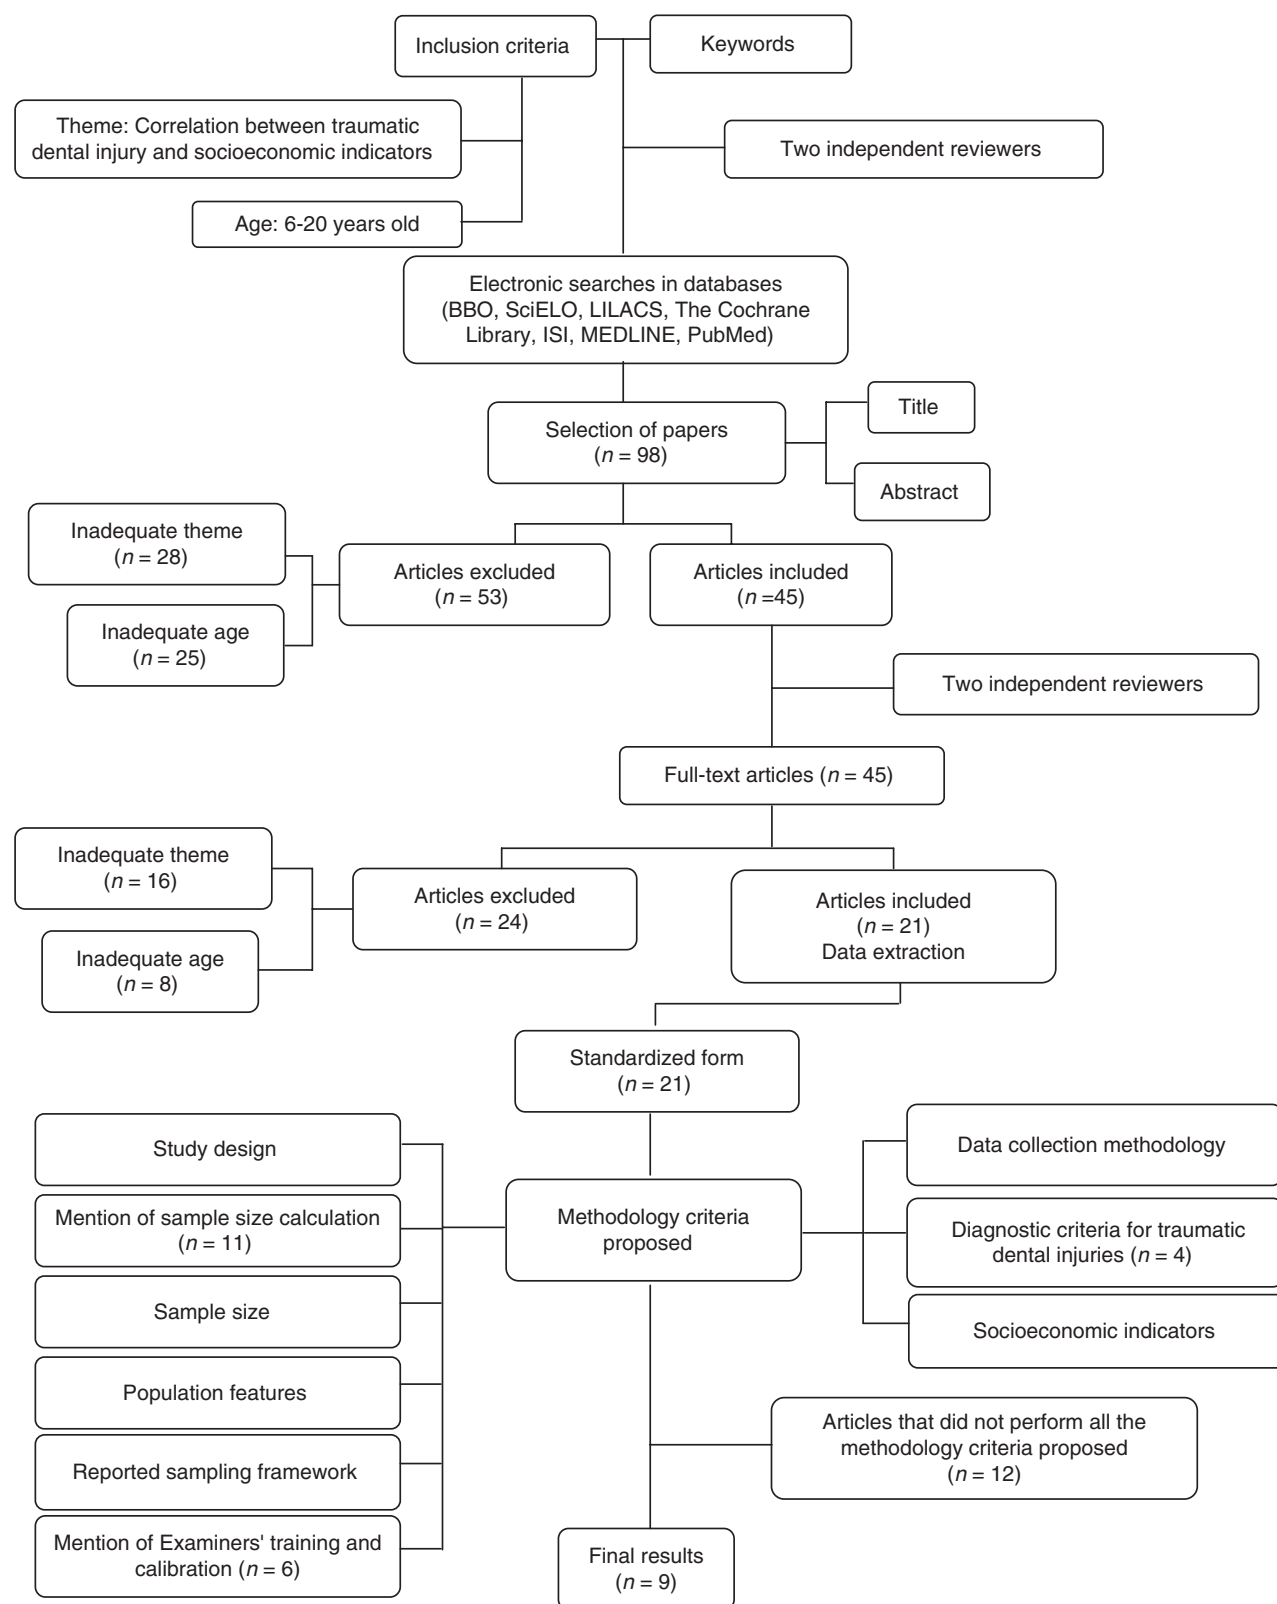 Inclusion criteria
Keywords
Theme: Correlation between traumatic
dental injury and socioeconomic indicators
Two independent reviewers
Age: 6-20 years old
Electronic searches in databases
(BBO, SciELO, LILACS, The Cochrane
Library, ISI, MEDLINE, PubMed)
Selection of papers
(n = 98)
Title
Abstract
Inadequate theme
(n = 28)
Inadequate age
(n = 25)
Articles excluded
(n = 53)
Articles included
(n =45)
Two independent reviewers
Full-text articles (n = 45)
Inadequate theme
(n = 16)
Inadequate age
(n = 8)
Articles excluded
(n = 24)
Articles included
(n = 21)
Data extraction
Standardized form
(n = 21)
Study design
Mention of sample size calculation
(n = 11)
Sample size
Population features
Reported sampling framework
Mention of Examiners' training and
calibration (n = 6)
Methodology criteria
proposed
Data collection methodology
Diagnostic criteria for traumatic
dental injuries (n = 4)
Socioeconomic indicators
Articles that did not perform all the
methodology criteria proposed
(n = 12)
Final results
(n = 9)